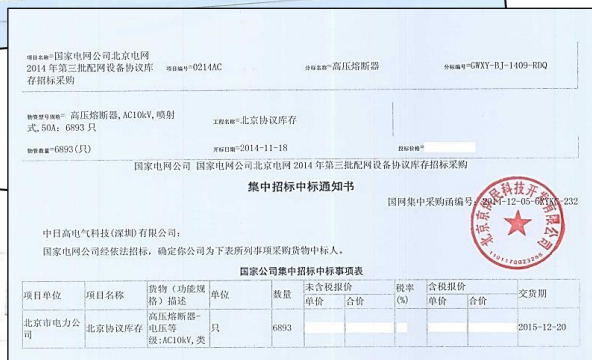 项目名称=国家电网公司北京电网2014年第三批配网设备协议库存招标采购
项目编号=0214AC
分标名称=高压熔断器
分标编号=GWXY-BJ-1409-RDQ
物资型号规格= 高压熔断器,AC10kV,喷射式,50A: 6893 只
工程名称=北京协议库存
物资数量=6893(只)
开标日期=2014-11-18
投标价格=
国家电网公司 国家电网公司北京电网 2014 年第三批配网设备协议库存招标采购
集中招标中标通知书
国网集中采购函编号:2014-12-05-
-232
中日高电气科技(深圳)有限公司:
国家电网公司经依法招标, 确定你公司为下表所列事项采购货物中标人。
国家公司集中招标中标事项表
项目单位 项目名称 货物(功能规格)描述 单位 数量 未含税报价 税率(%) 含税报价 交货期
单价 合价 单价 合价
北京市电力公司 北京协议库存 高压熔断器-电压等级:AC10kV,类 只 6893 2015-12-20